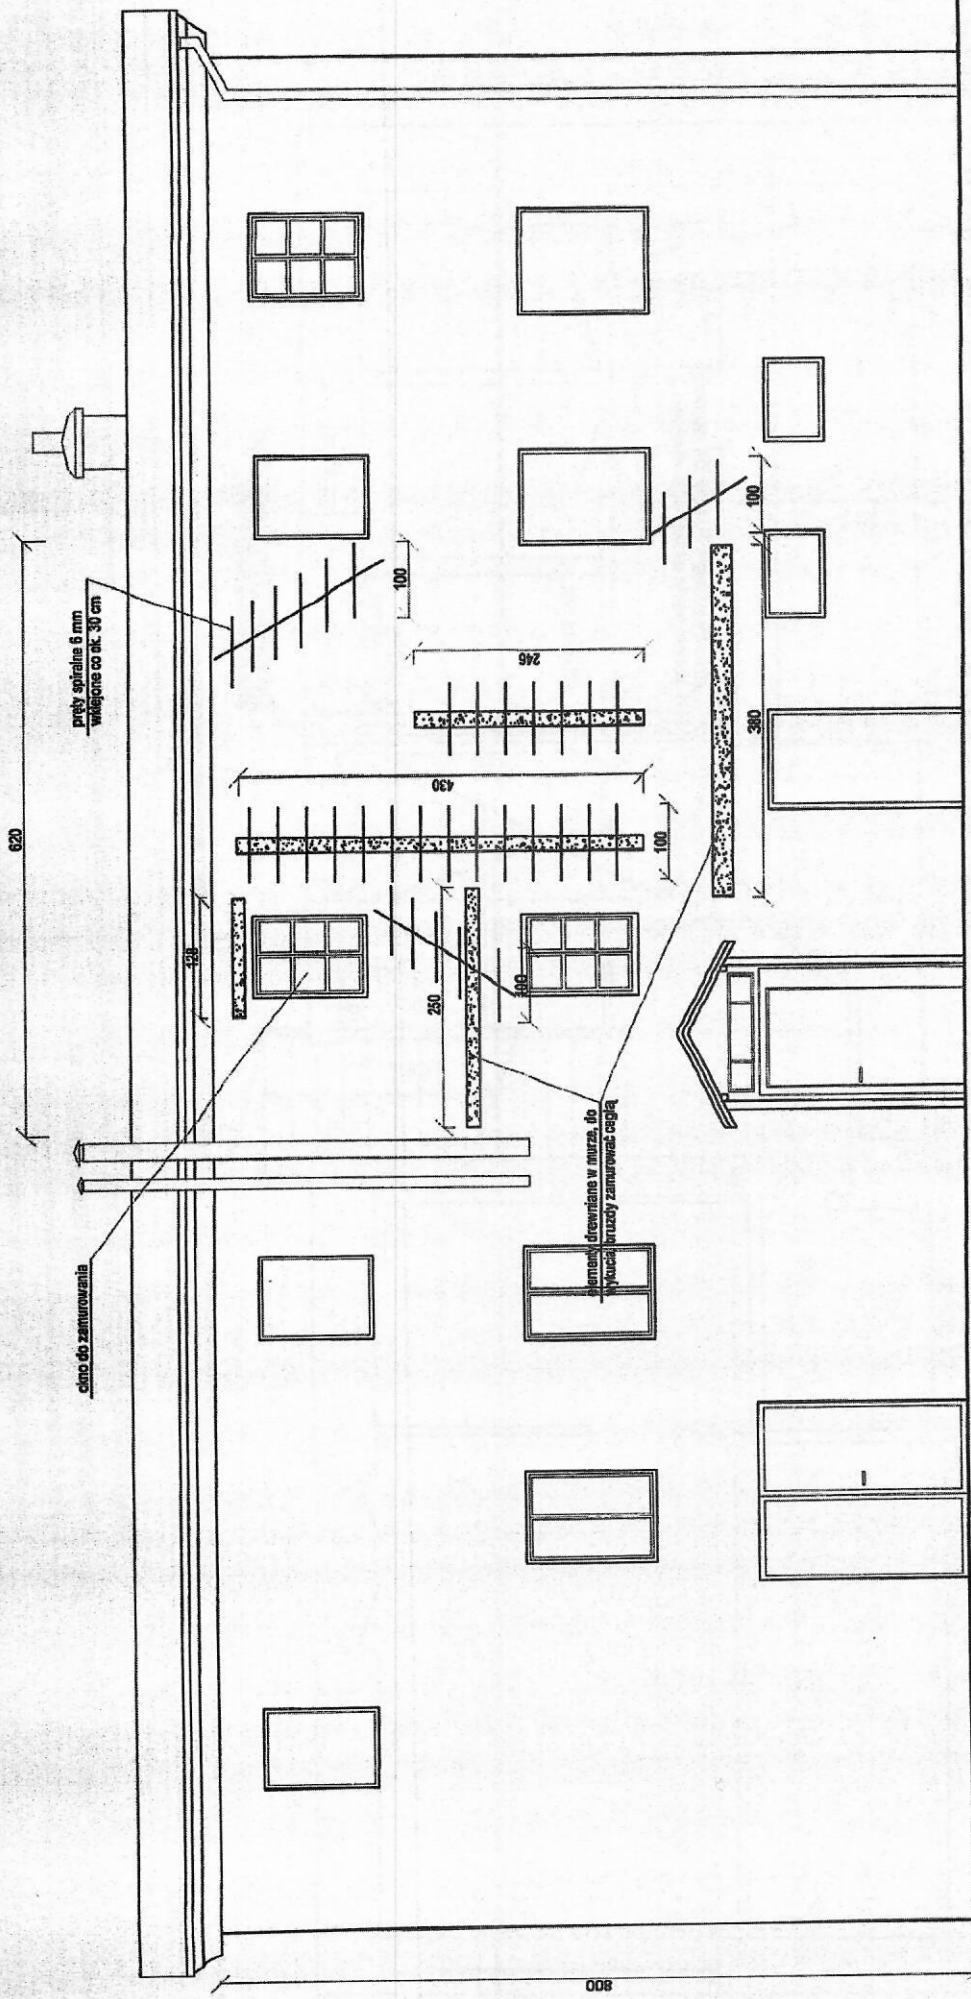 620
pręty spiralne 6 mm
wklejone co ok. 30 cm
okno do zamurowania
128
100
246
430
100
250
100
100
380
elementy drewniane w murze, do
wykucia, bruzdy zamurować cegłą
800